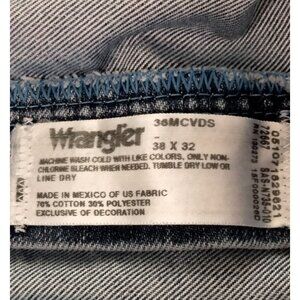 Wrangler
36MCVDS
-
38 X 32
MACHINE WASH COLD WITH LIKE COLORS, ONLY NON-
CHLORINE BLEACH WHEN NEEDED. TUMBLE DRY LOW OR
LINE DRY
MADE IN MEXICO OF US FABRIC
70% COTTON 30% POLYESTER
EXCLUSIVE OF DECORATION